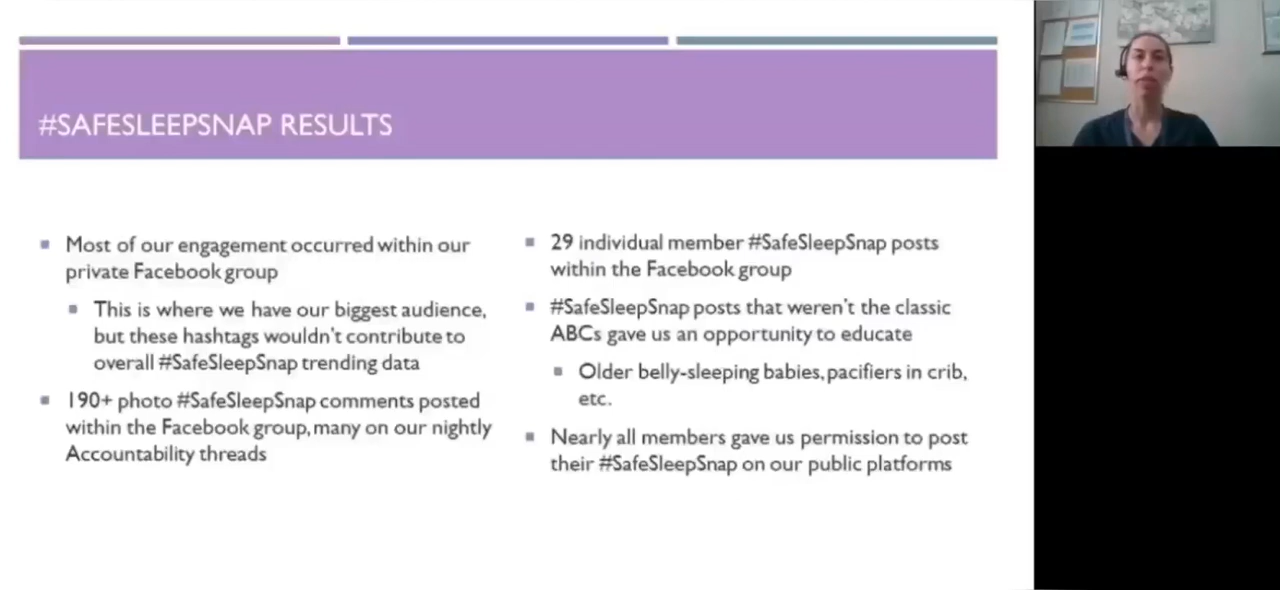 #SAFESLEEPSNAP RESULTS
Most of our engagement occurred within our
private Facebook group
This is where we have our biggest audience,
but these hashtags wouldn't contribute to
overall #SafeSleepSnap trending data
190+ photo #SafeSleepSnap comments posted
within the Facebook group, many on our nightly
Accountability threads
29 individual member #SafeSleepSnap posts
within the Facebook group
#SafeSleepSnap posts that weren't the classic
ABCs gave us an opportunity to educate
Older belly-sleeping babies, pacifiers in crib,
etc.
Nearly all members gave us permission to post
their #SafeSleepSnap on our public platforms